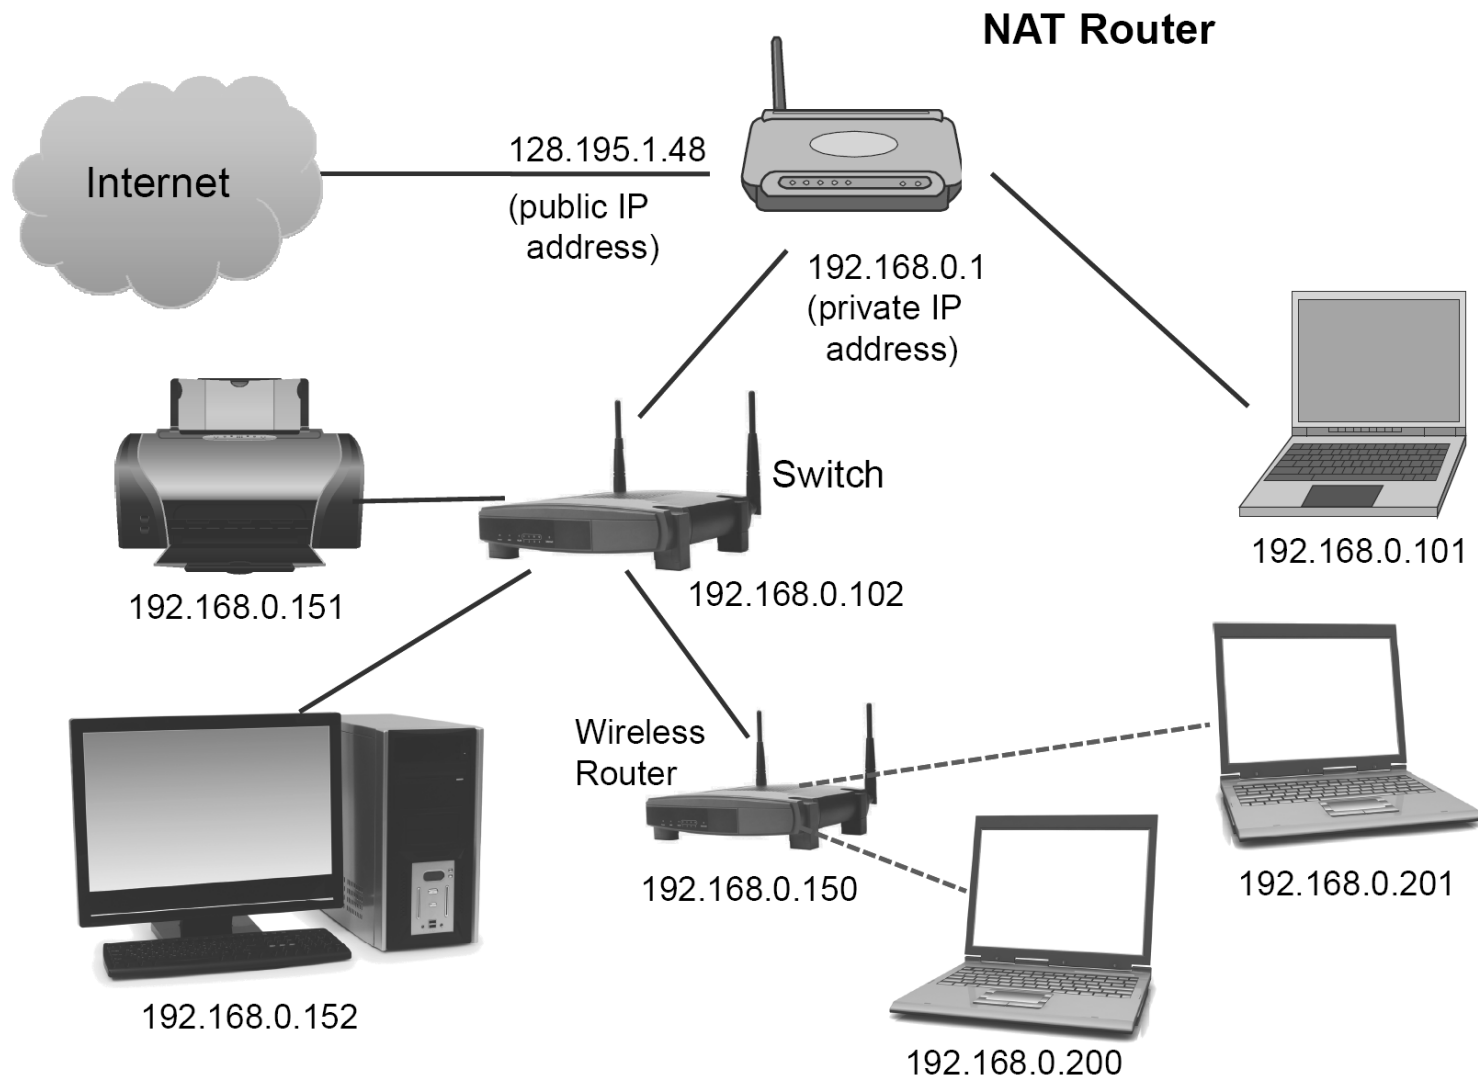 NAT Router
128.195.1.48
Internet
(public IP
address)
192.168.0.1
(private IP
address)
Switch
192.168.0.101
192.168.0.102
192.168.0.151
Wireless
Router
192.168.0.150
192.168.0.201
192.168.0.152
192.168.0.200